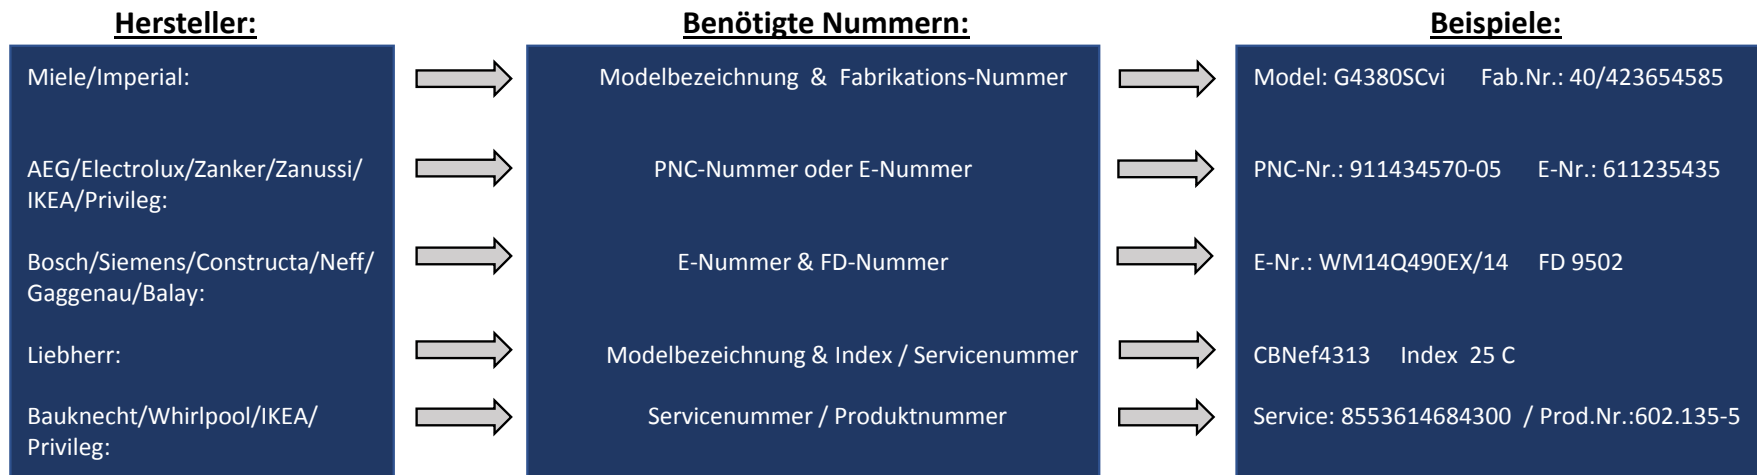 Hersteller: Benötigte Nummern: Beispiele:
Miele/Imperial: Modelbezeichnung & Fabrikations-Nummer Model: G4380SCvi Fab.Nr.: 40/423654585
AEG/Electrolux/Zanker/Zanussi/ PNC-Nummer oder E-Nummer PNC-Nr.: 911434570-05 E-Nr.: 611235435
IKEA/Privileg:
Bosch/Siemens/Constructa/Neff/ E-Nummer & FD-Nummer E-Nr.: WM14Q490EX/14 FD 9502
Gaggenau/Balay:
Liebherr: Modelbezeichnung & Index / Servicenummer CBNef4313 Index 25 C
Bauknecht/Whirlpool/IKEA/ Servicenummer / Produktnummer Service: 8553614684300 / Prod.Nr.:602.135-5
Privileg: